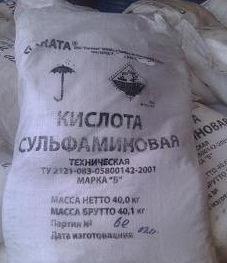 КИСЛОТА
СУЛЬФАМИНОВАЯ
ТЕХНИЧЕСКАЯ
ТУ 2121-083-05800142-2001
МАРКА "Б"
МАССА НЕТТО 40,0 кг
МАССА БРУТТО 40,1 кг
Партия №
Дата изготовления